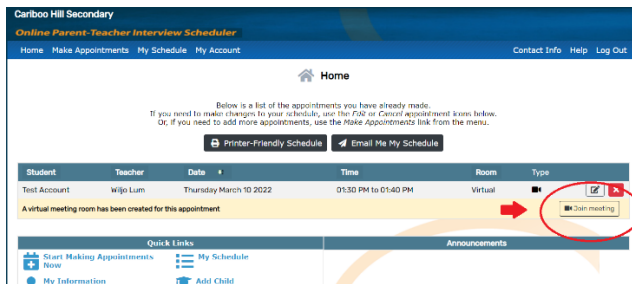 Cariboo Hill Secondary
Online Parent-Teacher Interview Scheduler
Home Make Appointments My Schedule My Account Contact Info Help Log Out
Home
Below is a list of the appointments you have already made.
If you need to make changes to your schedule, use the Edit or Cancel appointment icons below.
Or, if you need to add more appointments, use the Make Appointments link from the menu.
Printer-Friendly Schedule Email Me My Schedule
Student Teacher Date Time Room Type
Test Account Wiljo Lum Thursday March 10 2022 01:30 PM to 01:40 PM Virtual
A virtual meeting room has been created for this appointment Join meeting
Quick Links Announcements
Start Making Appointments My Schedule
Now
My Information Add Child